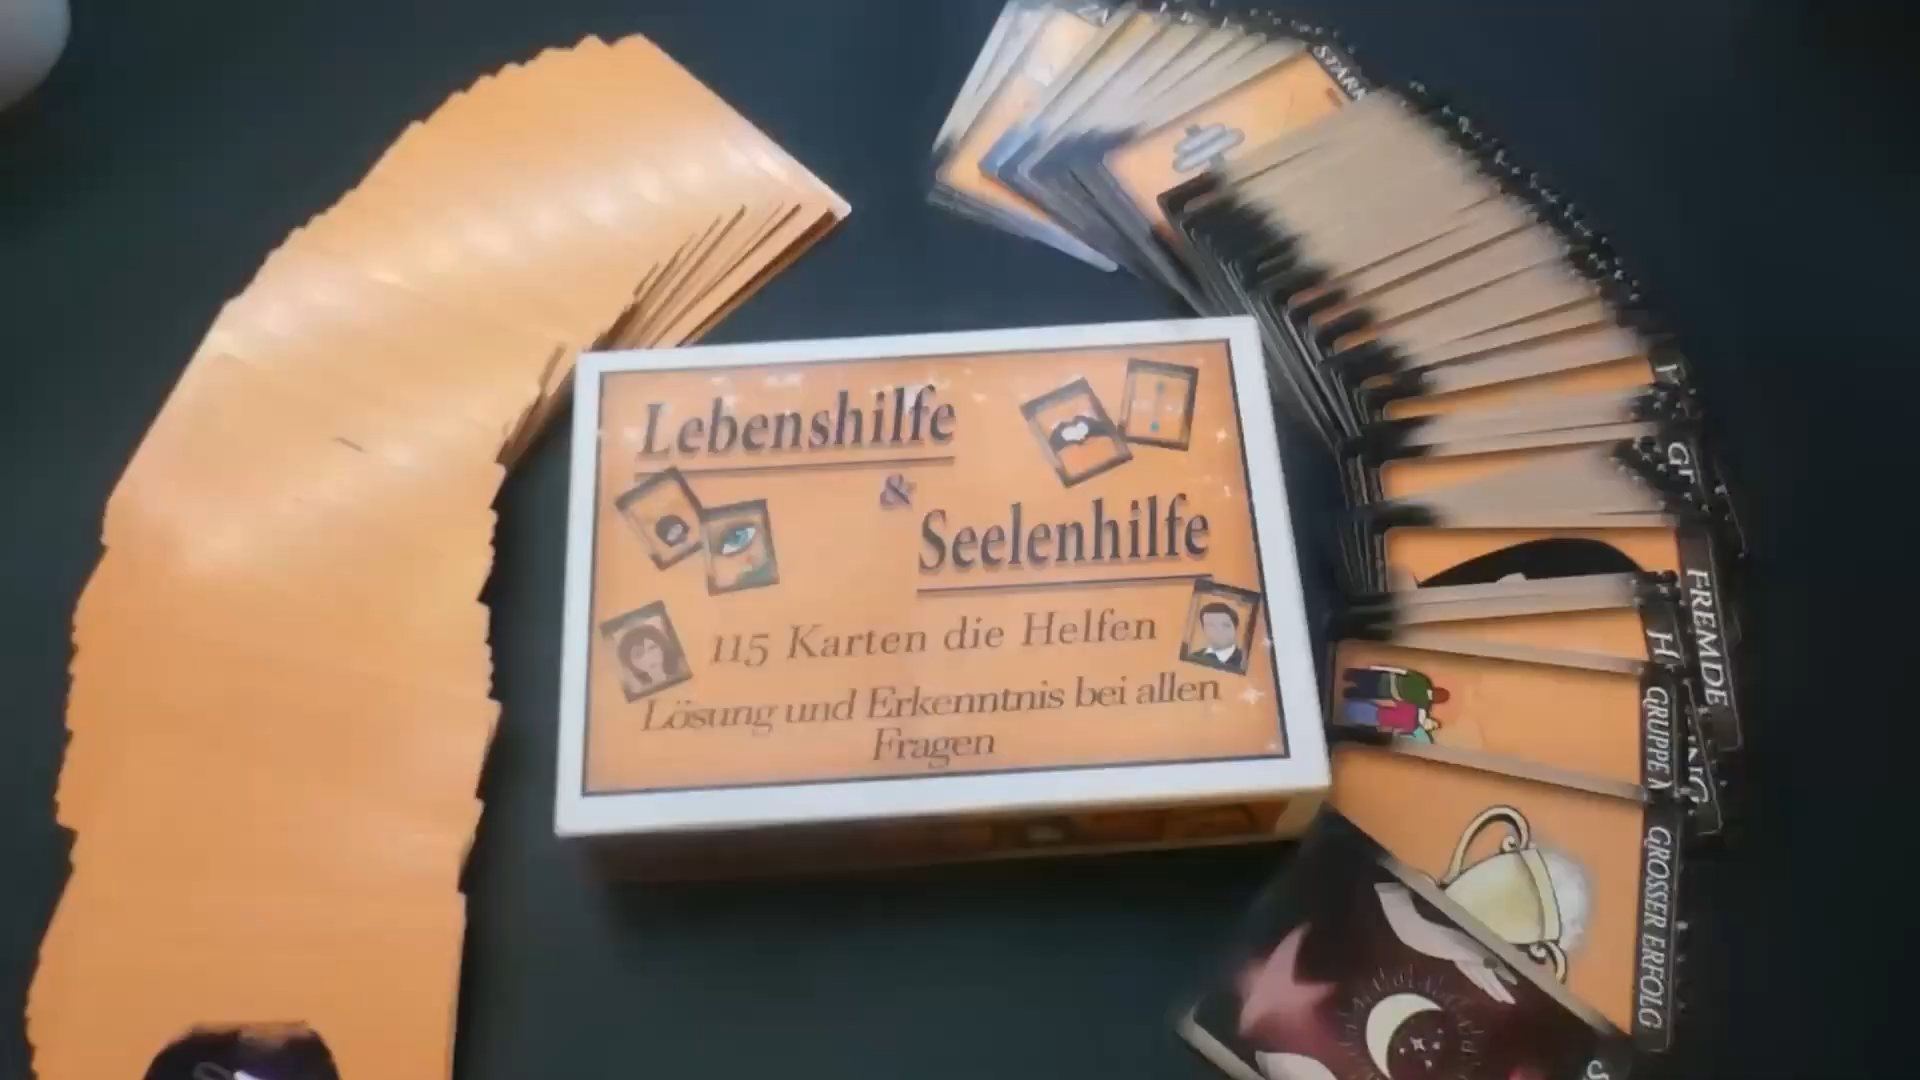 Lebenshilfe
&
Seelenhilfe
115 Karten die Helfen
Lösung und Erkenntnis bei allen
Fragen
FREMDE
GRUPPE
GROSSER ERFOLG